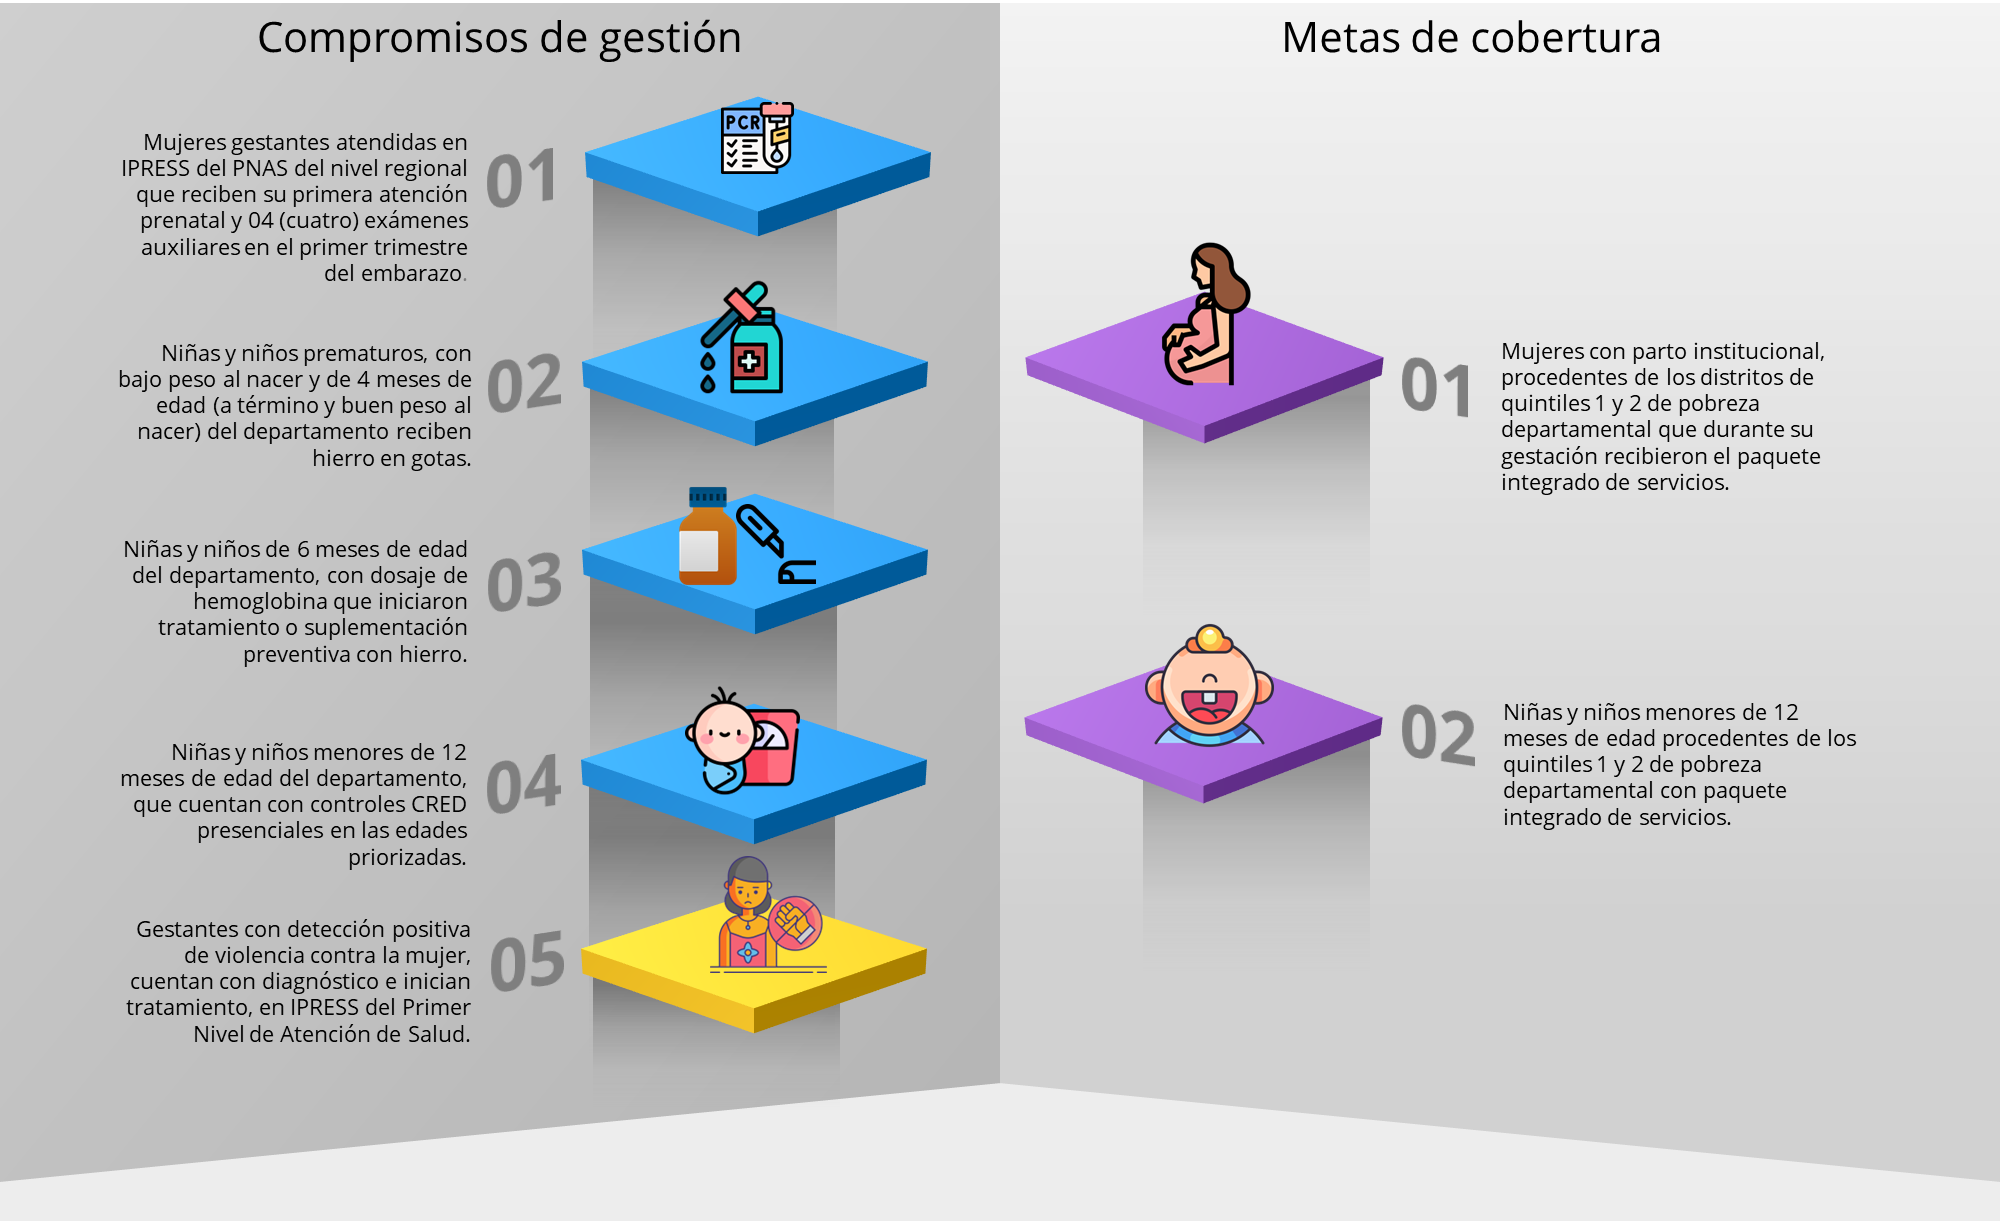 Compromisos de gestión
Mujeres gestantes atendidas en
IPRESS del PNAS del nivel regional
que reciben su primera atención
prenatal y 04 (cuatro) exámenes
auxiliares en el primer trimestre
del embarazo.
01
PCR
Niñas y niños prematuros, con
bajo peso al nacer y de 4 meses de
edad (a término y buen peso al
nacer) del departamento reciben
hierro en gotas.
02
Niñas y niños de 6 meses de edad
del departamento, con dosaje de
hemoglobina que iniciaron
tratamiento o suplementación
preventiva con hierro.
03
Niñas y niños menores de 12
meses de edad del departamento,
que cuentan con controles CRED
presenciales en las edades
priorizadas.
04
Gestantes con detección positiva
de violencia contra la mujer,
cuentan con diagnóstico e inician
tratamiento, en IPRESS del Primer
Nivel de Atención de Salud.
05
Metas de cobertura
01
Mujeres con parto institucional,
procedentes de los distritos de
quintiles 1 y 2 de pobreza
departamental que durante su
gestación recibieron el paquete
integrado de servicios.
02
Niñas y niños menores de 12
meses de edad procedentes de los
quintiles 1 y 2 de pobreza
departamental con paquete
integrado de servicios.